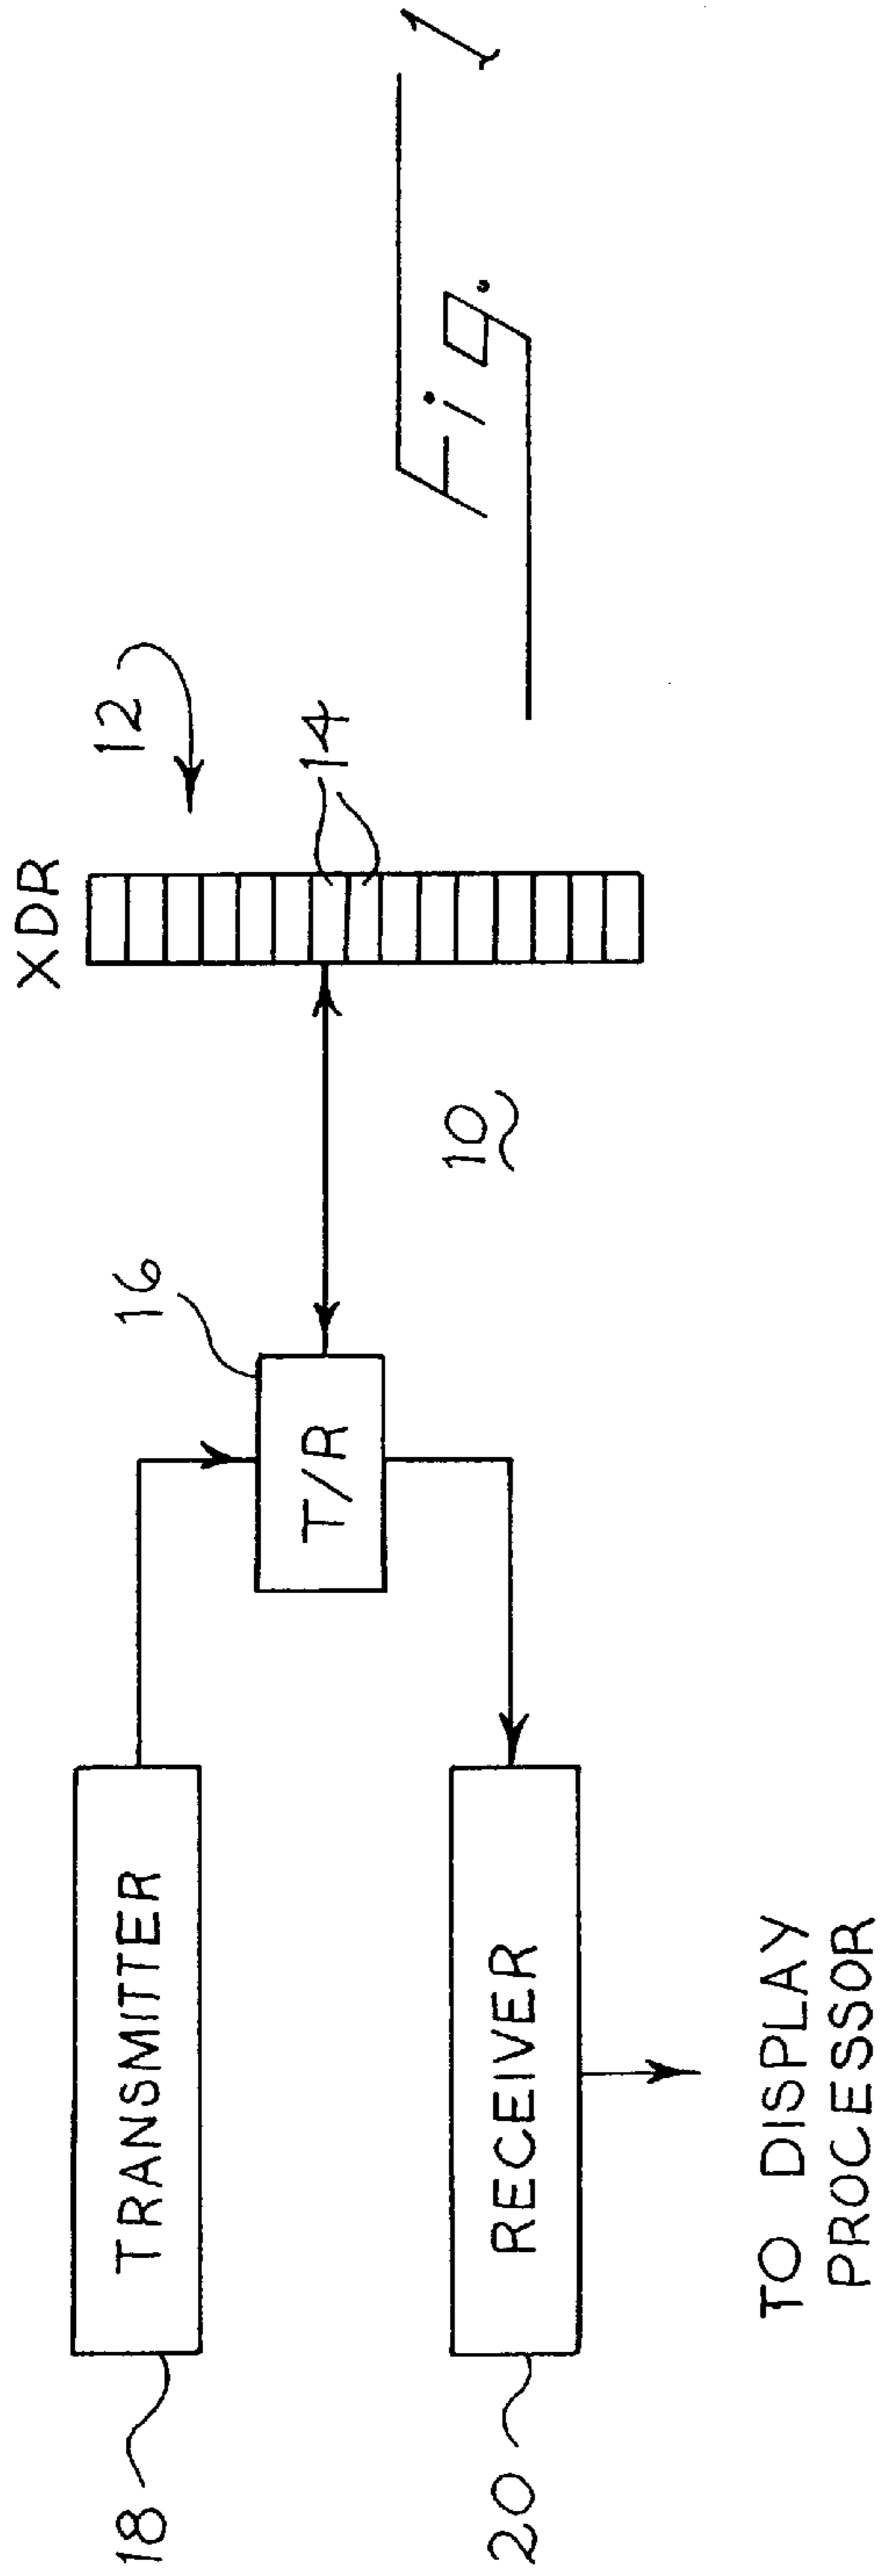 18
TRANSMITTER
16
T/R
XDR
12
14
10
20
RECEIVER
TO DISPLAY
PROCESSOR
Fig. 1